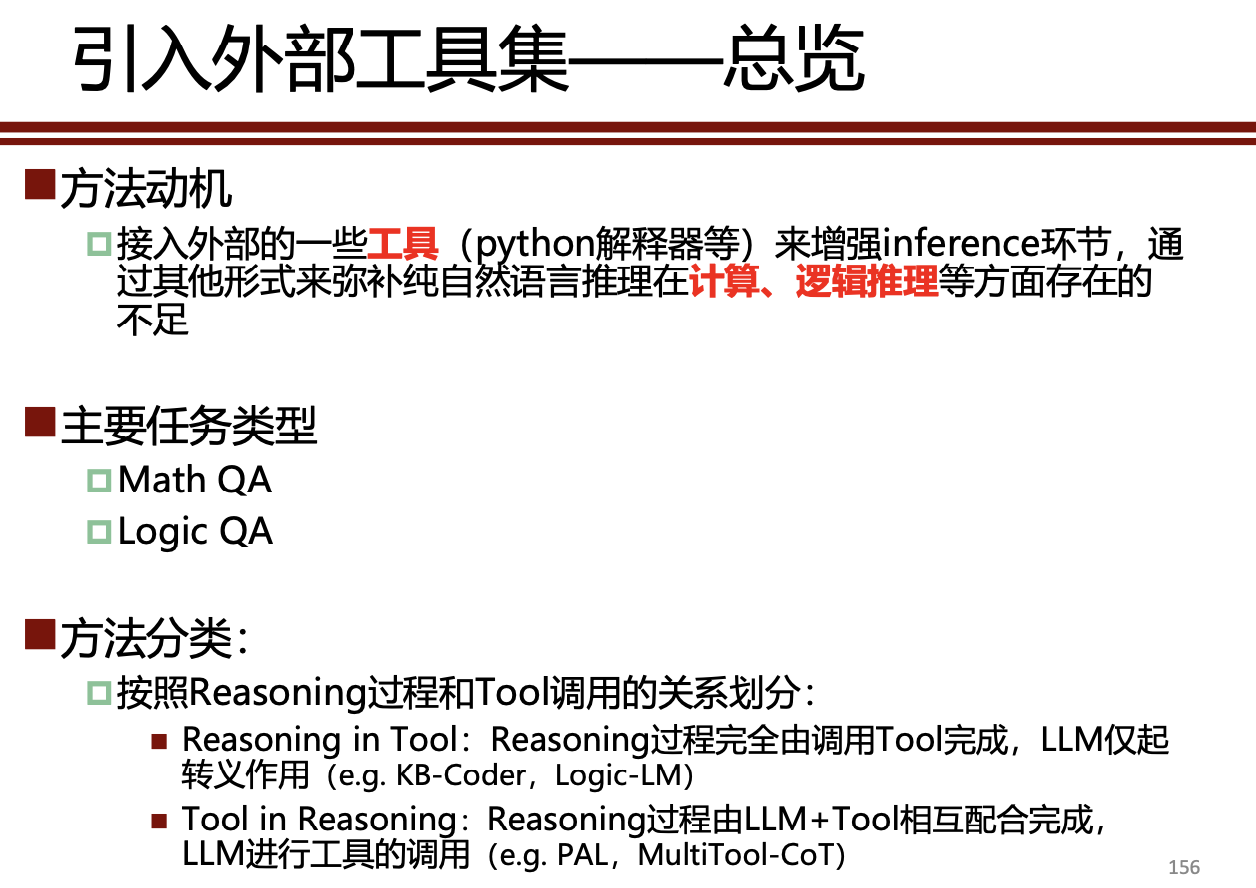 引入外部工具集——总览
方法动机
接入外部的一些工具（python解释器等）来增强inference环节，通
过其他形式来弥补纯自然语言推理在计算、逻辑推理等方面存在的
不足
主要任务类型
Math QA
Logic QA
方法分类：
按照Reasoning过程和Tool调用的关系划分：
Reasoning in Tool：Reasoning过程完全由调用Tool完成，LLM仅起
转义作用（e.g. KB-Coder，Logic-LM）
Tool in Reasoning：Reasoning过程由LLM+Tool相互配合完成，
LLM进行工具的调用（e.g. PAL，MultiTool-CoT）
156